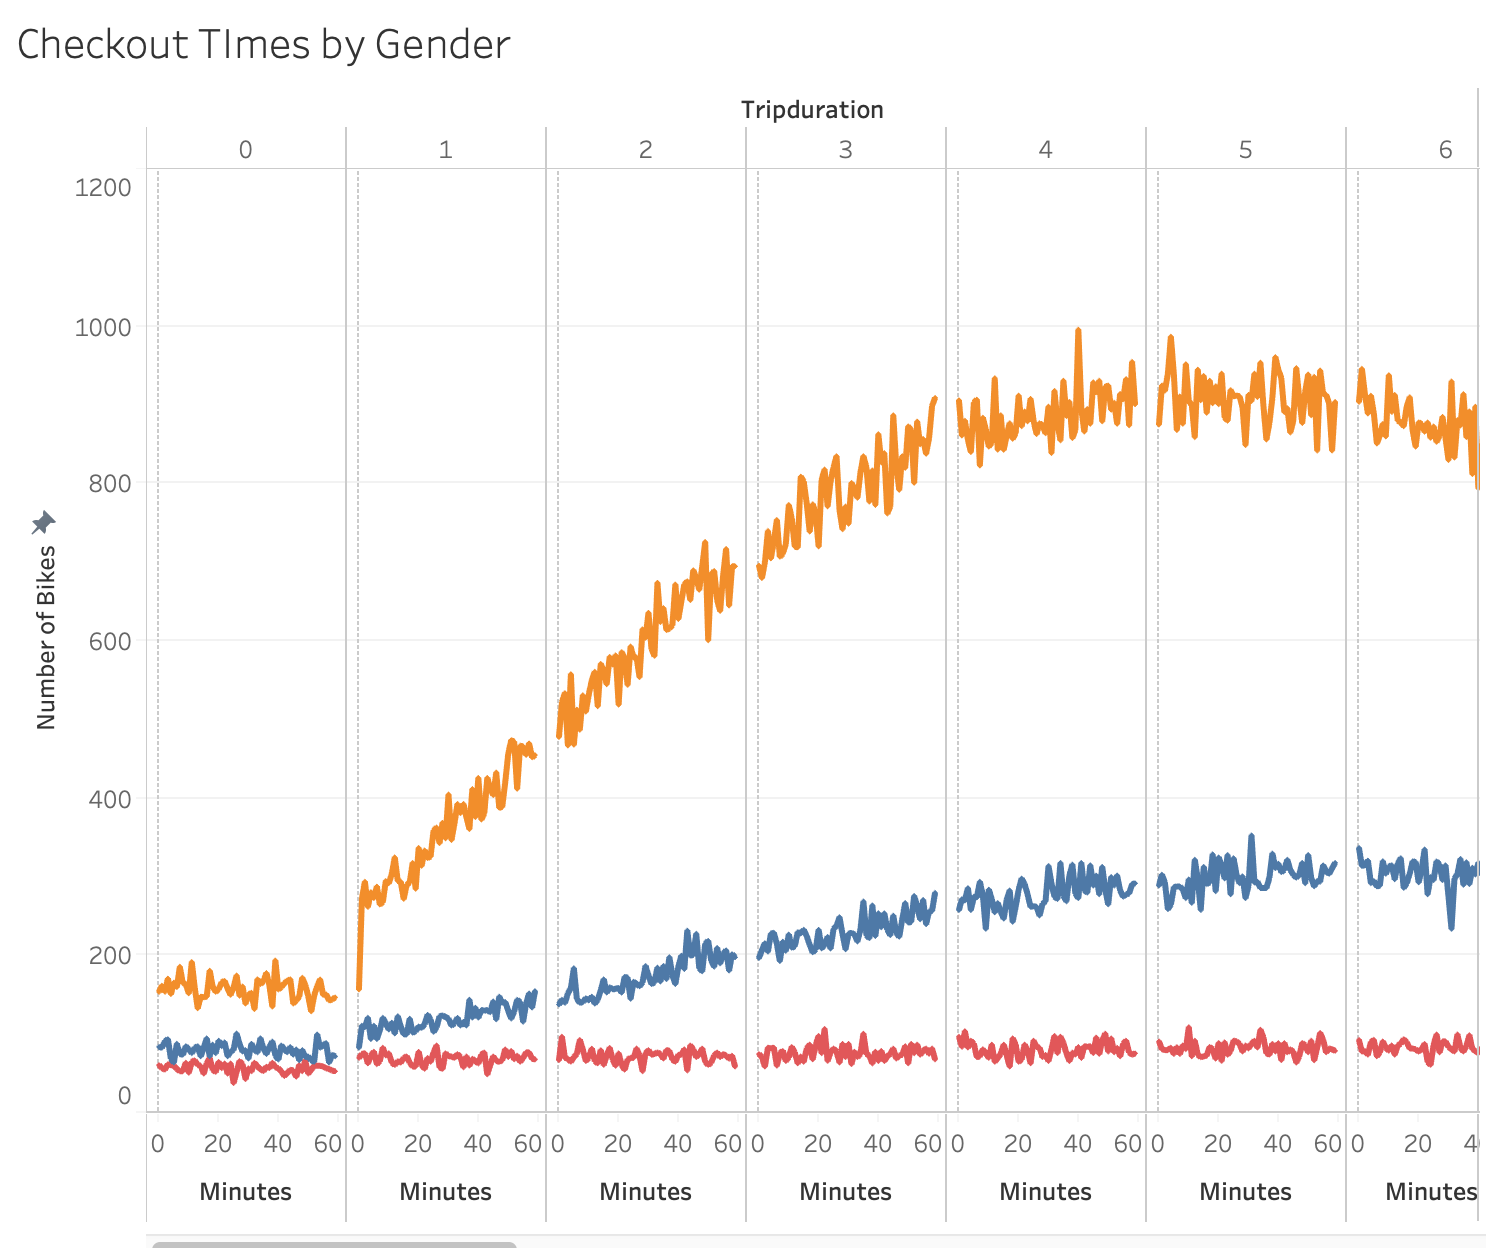 Checkout TImes by Gender
Tripduration
0 1 2 3 4 5 6
1200
1000
800
600
400
200
0
Number of Bikes
0 20 40 60 0 20 40 60 0 20 40 60 0 20 40 60 0 20 40 60 0 20 40 60 0 20 4
Minutes Minutes Minutes Minutes Minutes Minutes Minutes